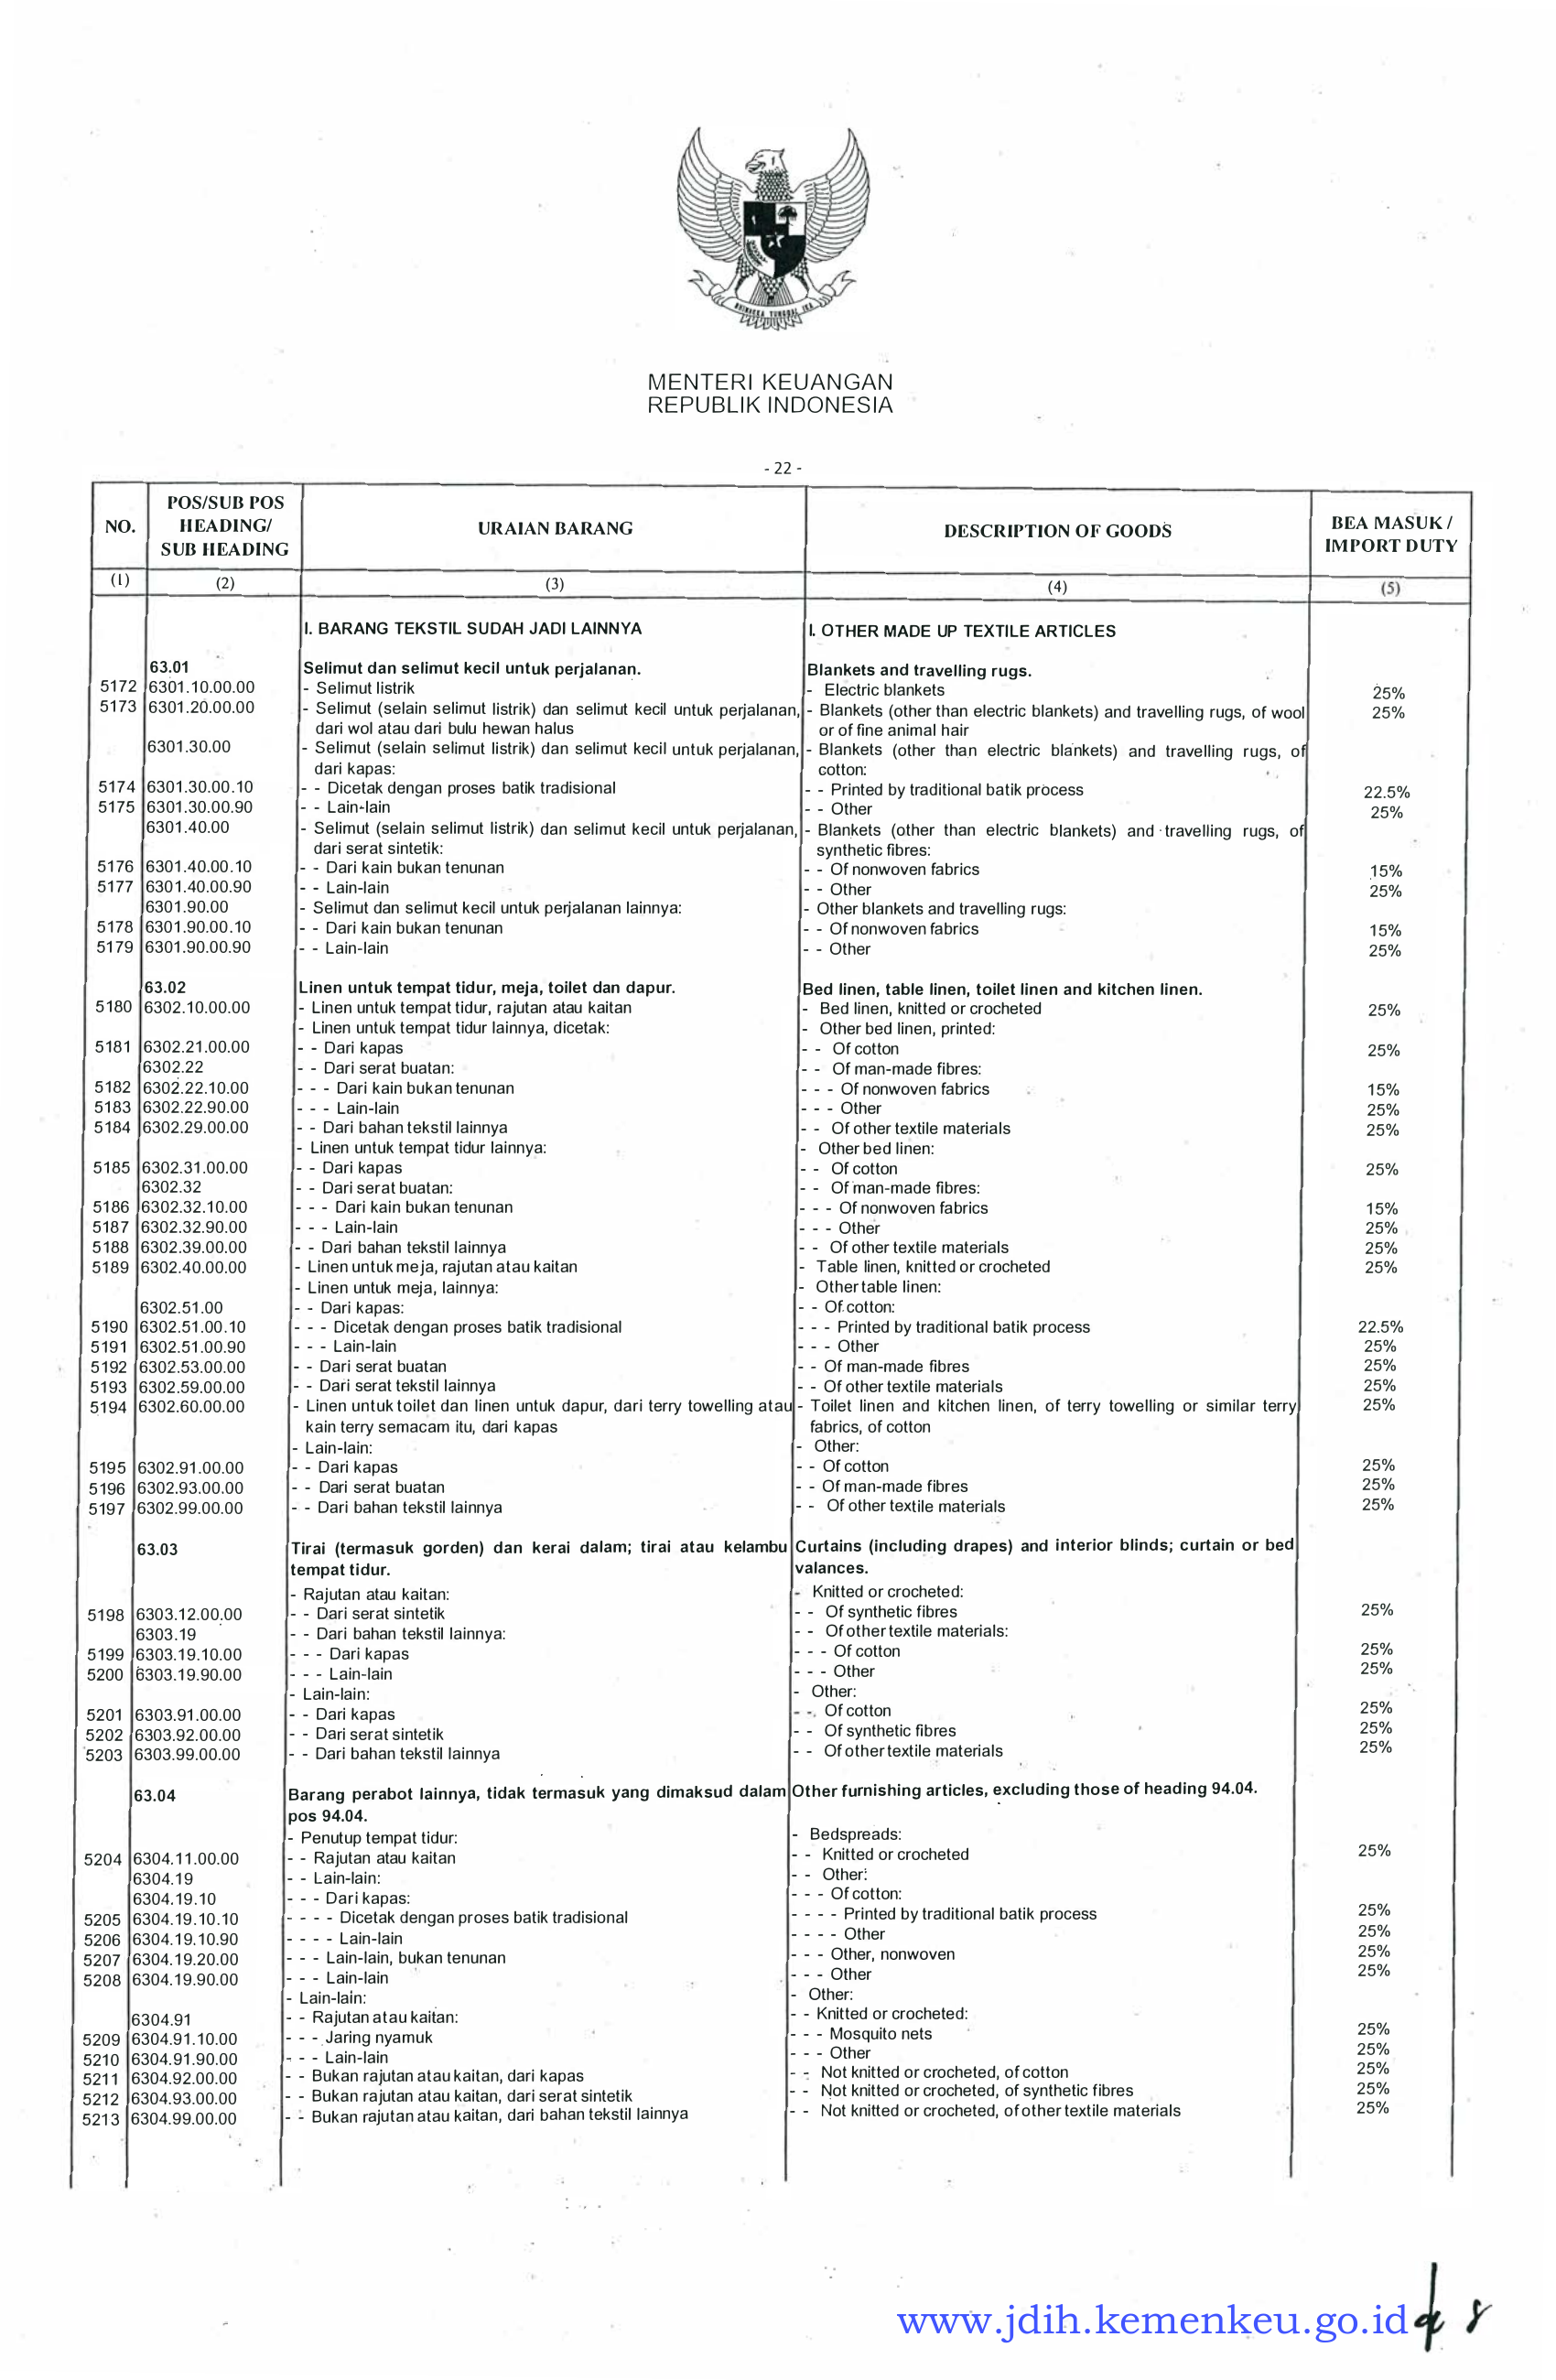 BHINNEKA TUNGGAL IKA
MENTERI KEUANGAN
REPUBLIK INDONESIA
- 22 -
NO. POS/SUB POS HEADING/ SUB HEADING URAIAN BARANG DESCRIPTION OF GOODS BEA MASUK / IMPORT DUTY
(1) (2) (3) (4) (5)
I. BARANG TEKSTIL SUDAH JADI LAINNYA I. OTHER MADE UP TEXTILE ARTICLES
63.01 Selimut dan selimut kecil untuk perjalanan. Blankets and travelling rugs.
5172 6301.10.00.00 - Selimut listrik - Electric blankets 25%
5173 6301.20.00.00 - Selimut (selain selimut listrik) dan selimut kecil untuk perjalanan, - Blankets (other than electric blankets) and travelling rugs, of wool 25%
dari wol atau dari bulu hewan halus or of fine animal hair
6301.30.00 - Selimut (selain selimut listrik) dan selimut kecil untuk perjalanan, - Blankets (other than electric blankets) and travelling rugs, of
dari kapas: cotton:
5174 6301.30.00.10 - - Dicetak dengan proses batik tradisional - - Printed by traditional batik process 22.5%
5175 6301.30.00.90 - - Lain-lain - - Other 25%
6301.40.00 - Selimut (selain selimut listrik) dan selimut kecil untuk perjalanan, - Blankets (other than electric blankets) and travelling rugs, of
dari serat sintetik: synthetic fibres:
5176 6301.40.00.10 - - Dari kain bukan tenunan - - Of nonwoven fabrics 15%
5177 6301.40.00.90 - - Lain-lain - - Other 25%
6301.90.00 - Selimut dan selimut kecil untuk perjalanan lainnya: - Other blankets and travelling rugs:
5178 6301.90.00.10 - - Dari kain bukan tenunan - - Of nonwoven fabrics 15%
5179 6301.90.00.90 - - Lain-lain - - Other 25%
63.02 Linen untuk tempat tidur, meja, toilet dan dapur. Bed linen, table linen, toilet linen and kitchen linen.
5180 6302.10.00.00 - Linen untuk tempat tidur, rajutan atau kaitan - Bed linen, knitted or crocheted 25%
- Linen untuk tempat tidur lainnya, dicetak: - Other bed linen, printed:
5181 6302.21.00.00 - - Dari kapas - - Of cotton 25%
6302.22 - - Dari serat buatan: - - Of man-made fibres:
5182 6302.22.10.00 - - - Dari kain bukan tenunan - - - Of nonwoven fabrics 15%
5183 6302.22.90.00 - - - Lain-lain - - - Other 25%
5184 6302.29.00.00 - - Dari bahan tekstil lainnya - - Of other textile materials 25%
- Linen untuk tempat tidur lainnya: - Other bed linen:
5185 6302.31.00.00 - - Dari kapas - - Of cotton 25%
6302.32 - - Dari serat buatan: - - Of man-made fibres:
5186 6302.32.10.00 - - - Dari kain bukan tenunan - - - Of nonwoven fabrics 15%
5187 6302.32.90.00 - - - Lain-lain - - - Other 25%
5188 6302.39.00.00 - - Dari bahan tekstil lainnya - - Of other textile materials 25%
5189 6302.40.00.00 - Linen untuk meja, rajutan atau kaitan - Table linen, knitted or crocheted 25%
- Linen untuk meja, lainnya: - Other table linen:
6302.51.00 - - Dari kapas: - - Of cotton:
5190 6302.51.00.10 - - - Dicetak dengan proses batik tradisional - - - Printed by traditional batik process 22.5%
5191 6302.51.00.90 - - - Lain-lain - - - Other 25%
5192 6302.53.00.00 - - Dari serat buatan - - Of man-made fibres 25%
5193 6302.59.00.00 - - Dari serat tekstil lainnya - - Of other textile materials 25%
5194 6302.60.00.00 - Linen untuk toilet dan linen untuk dapur, dari terry towelling atau - Toilet linen and kitchen linen, of terry towelling or similar terry 25%
kain terry semacam itu, dari kapas fabrics, of cotton
- Lain-lain: - Other:
5195 6302.91.00.00 - - Dari kapas - - Of cotton 25%
5196 6302.93.00.00 - - Dari serat buatan - - Of man-made fibres 25%
5197 6302.99.00.00 - - Dari bahan tekstil lainnya - - Of other textile materials 25%
63.03 Tirai (termasuk gorden) dan kerai dalam; tirai atau kelambu Curtains (including drapes) and interior blinds; curtain or bed
tempat tidur. valances.
- Rajutan atau kaitan: - Knitted or crocheted:
5198 6303.12.00.00 - - Dari serat sintetik - - Of synthetic fibres 25%
6303.19 - - Dari bahan tekstil lainnya: - - Of other textile materials:
5199 6303.19.10.00 - - - Dari kapas - - - Of cotton 25%
5200 6303.19.90.00 - - - Lain-lain - - - Other 25%
- Lain-lain: - Other:
5201 6303.91.00.00 - - Dari kapas - - Of cotton 25%
5202 6303.92.00.00 - - Dari serat sintetik - - Of synthetic fibres 25%
5203 6303.99.00.00 - - Dari bahan tekstil lainnya - - Of other textile materials 25%
63.04 Barang perabot lainnya, tidak termasuk yang dimaksud dalam Other furnishing articles, excluding those of heading 94.04.
pos 94.04.
- Penutup tempat tidur: - Bedspreads:
5204 6304.11.00.00 - - Rajutan atau kaitan - - Knitted or crocheted 25%
6304.19 - - Lain-lain: - - Other:
6304.19.10 - - - Dari kapas: - - - Of cotton:
5205 6304.19.10.10 - - - - Dicetak dengan proses batik tradisional - - - - Printed by traditional batik process 25%
5206 6304.19.10.90 - - - - Lain-lain - - - - Other 25%
5207 6304.19.20.00 - - - Lain-lain, bukan tenunan - - - Other, nonwoven 25%
5208 6304.19.90.00 - - - Lain-lain - - - Other 25%
- Lain-lain: - Other:
6304.91 - - Rajutan atau kaitan: - - Knitted or crocheted:
5209 6304.91.10.00 - - - Jaring nyamuk - - - Mosquito nets 25%
5210 6304.91.90.00 - - - Lain-lain - - - Other 25%
5211 6304.92.00.00 - - Bukan rajutan atau kaitan, dari kapas - - Not knitted or crocheted, of cotton 25%
5212 6304.93.00.00 - - Bukan rajutan atau kaitan, dari serat sintetik - - Not knitted or crocheted, of synthetic fibres 25%
5213 6304.99.00.00 - - Bukan rajutan atau kaitan, dari bahan tekstil lainnya - - Not knitted or crocheted, of other textile materials 25%
www.jdih.kemenkeu.go.id